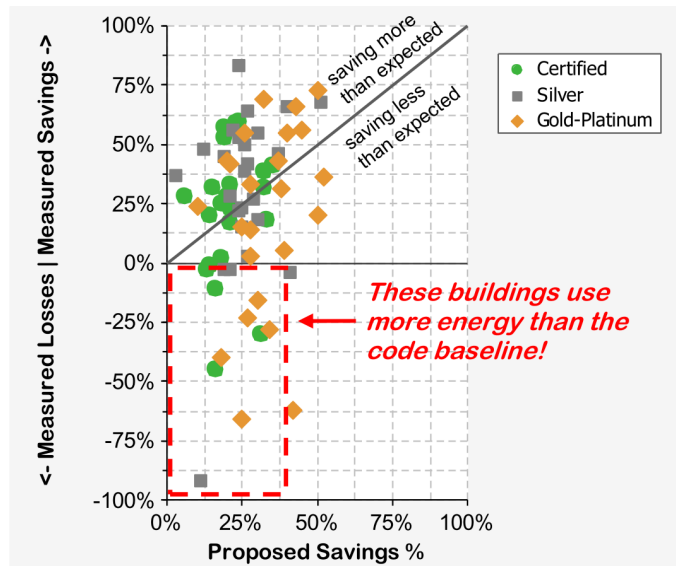 <- Measured Losses | Measured Savings ->
100%
75%
50%
25%
0%
-25%
-50%
-75%
-100%
0%
25%
50%
75%
100%
Proposed Savings %
saving more
than expected
saving less
than expected
Certified
Silver
Gold-Platinum
These buildings use
more energy than the
code baseline!